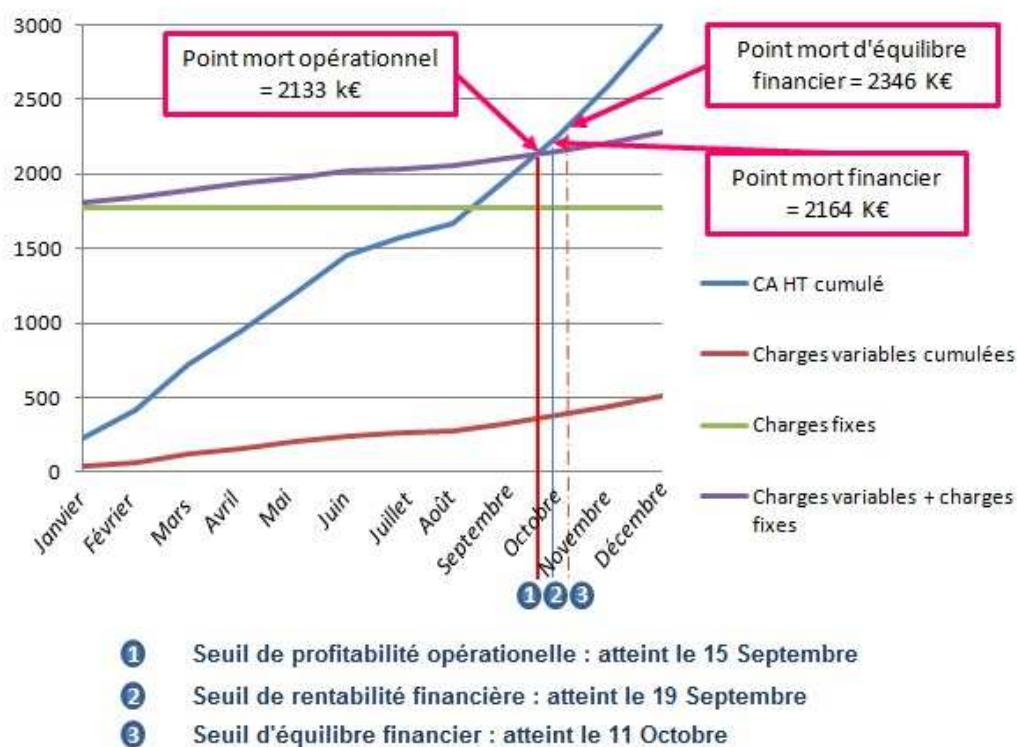 3000
2500
2000
1500
1000
500
0
Point mort opérationnel
= 2133 k€
Point mort d'équilibre
financier = 2346 K€
Point mort financier
= 2164 K€
CA HT cumulé
Charges variables cumulées
Charges fixes
Charges variables + charges
fixes
Janvier
Février
Mars
Avril
Mai
Juin
Juillet
Août
Septembre
Octobre
Novembre
Décembre
1 2 3
1 Seuil de profitabilité opérationelle : atteint le 15 Septembre
2 Seuil de rentabilité financière : atteint le 19 Septembre
3 Seuil d'équilibre financier : atteint le 11 Octobre